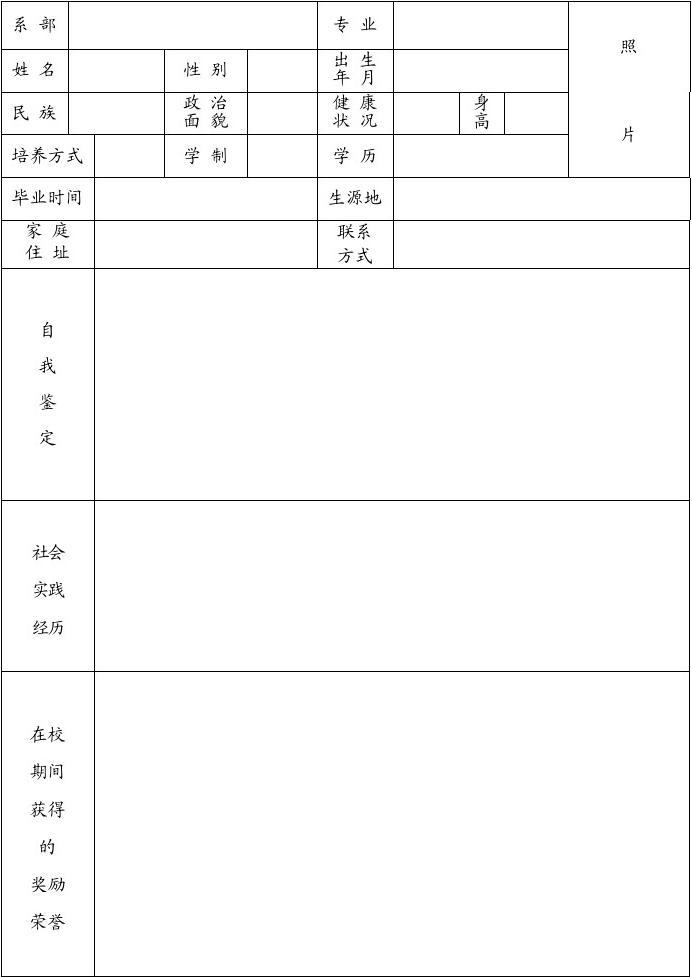 系 部
专 业
照
片
姓 名
性 别
出 生
年 月
民 族
政 治
面 貌
健 康
状 况
身
高
培养方式
学 制
学 历
毕业时间
生源地
家 庭
住 址
联系
方式
自
我
鉴
定
社会
实践
经历
在校
期间
获得
的
奖励
荣誉